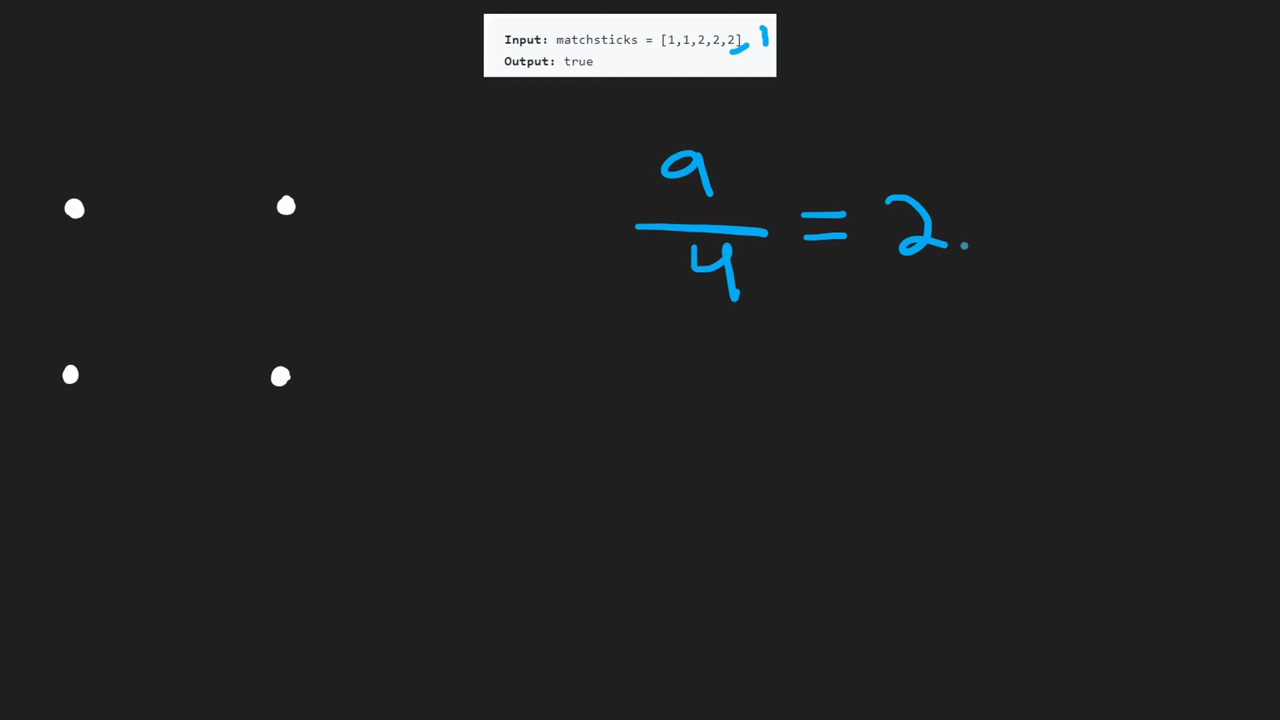 Input: matchsticks = [1,1,2,2,2], 1
Output: true
9
4
= 2.